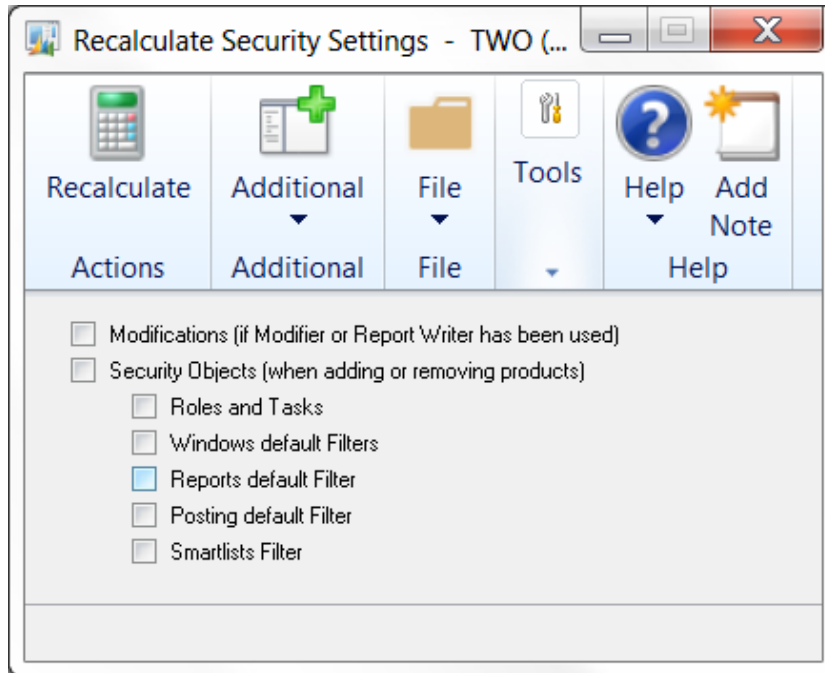 Recalculate Security Settings - TWO (...
Recalculate
Additional
File
Tools
Help
Add
Note
Actions
Additional
File
Help
Modifications (if Modifier or Report Writer has been used)
Security Objects (when adding or removing products)
Roles and Tasks
Windows default Filters
Reports default Filter
Posting default Filter
Smartlists Filter